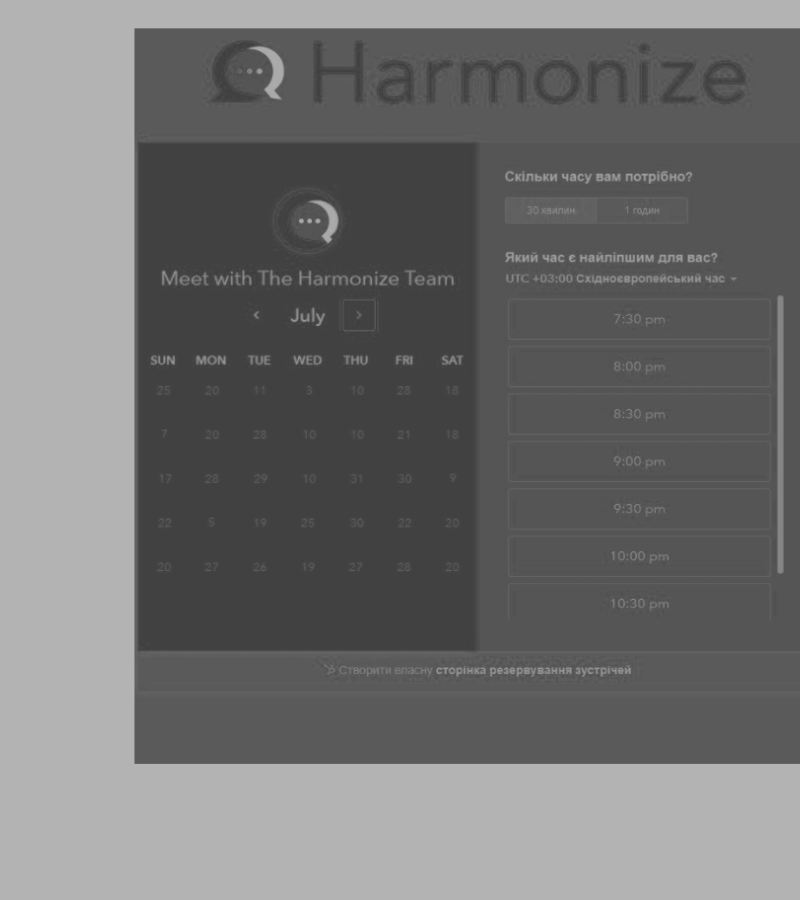 Harmonize
Meet with The Harmonize Team
July
SUN MON TUE WED THU FRI SAT
25 20 11 3 10 28 18
7 20 28 10 10 21 18
17 28 29 10 31 30 9
22 5 19 25 30 22 20
20 27 26 19 27 28 20
Скільки часу вам потрібно?
30 хвилин 1 годин
Який час є найліпшим для вас?
UTC +03:00 Східноєвропейський час
7:30 pm
8:00 pm
8:30 pm
9:00 pm
9:30 pm
10:00 pm
10:30 pm
Створити власну сторінка резервування зустрічей